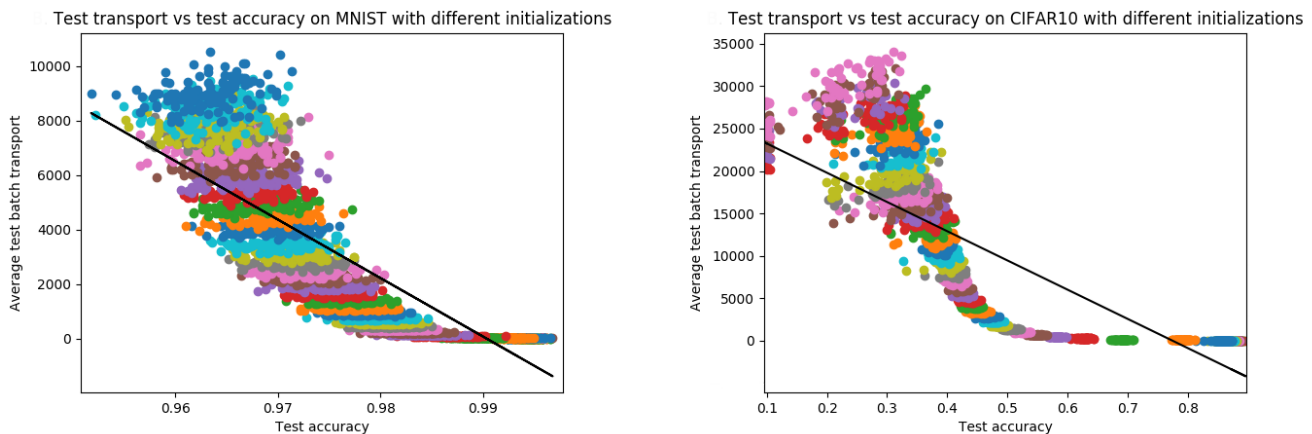 Test transport vs test accuracy on MNIST with different initializations
10000
8000
6000
4000
2000
0
Average test batch transport
0.96 0.97 0.98 0.99
Test accuracy
Test transport vs test accuracy on CIFAR10 with different initializations
35000
30000
25000
20000
15000
10000
5000
0
Average test batch transport
0.1 0.2 0.3 0.4 0.5 0.6 0.7 0.8
Test accuracy